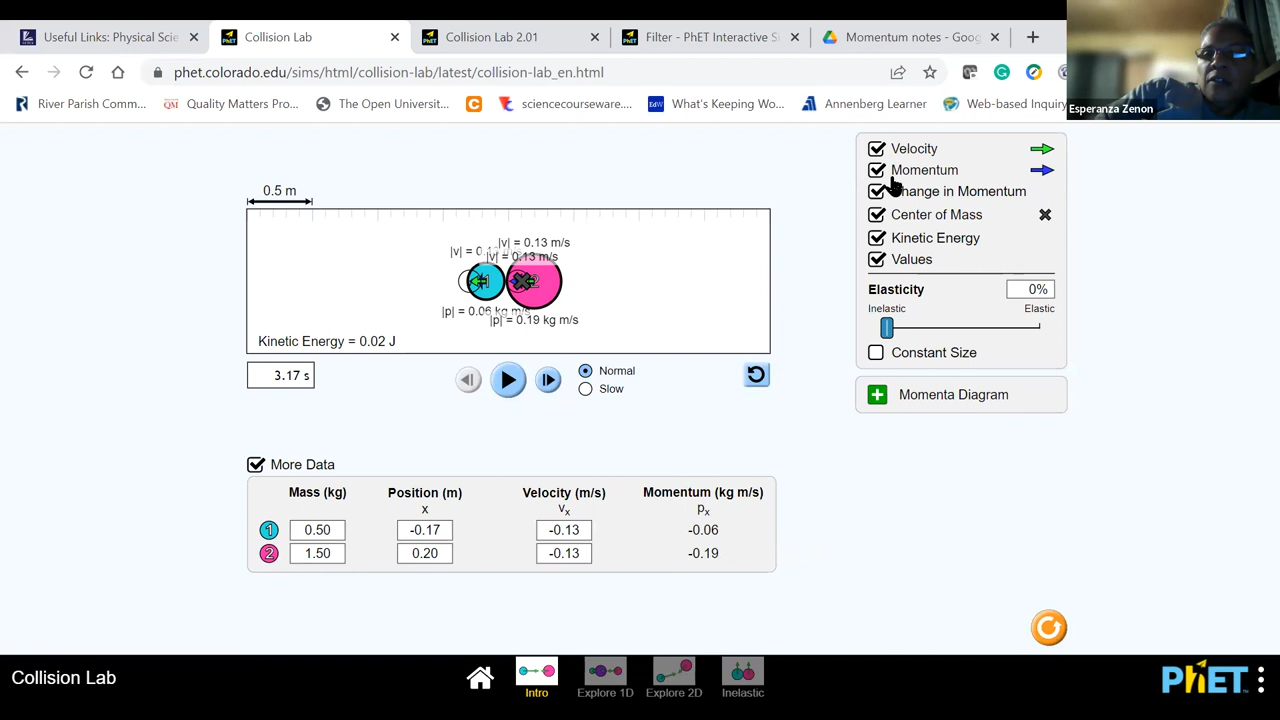 Useful Links: Physical Scie
Collision Lab
Collision Lab 2.01
Filter - PhET Interactive Si
Momentum notes - Goog
phet.colorado.edu/sims/html/collision-lab/latest/collision-lab_en.html
River Parish Comm...
QM
Quality Matters Pro...
The Open Universit...
C
sciencecourseware....
EdW
What's Keeping Wo...
Annenberg Learner
Web-based Inquiry
Esperanza Zenon
Velocity
Momentum
Change in Momentum
Center of Mass
Kinetic Energy
Values
Elasticity 0%
Inelastic Elastic
Constant Size
Momenta Diagram
0.5 m
|v| = 0.13 m/s
|v| = 0.13 m/s
|p| = 0.06 kg m/s
|p| = 0.19 kg m/s
Kinetic Energy = 0.02 J
3.17 s
Normal
Slow
More Data
Mass (kg) Position (m) Velocity (m/s) Momentum (kg m/s)
x vx px
1 0.50 -0.17 -0.13 -0.06
2 1.50 0.20 -0.13 -0.19
Collision Lab
Intro
Explore 1D
Explore 2D
Inelastic
PhET